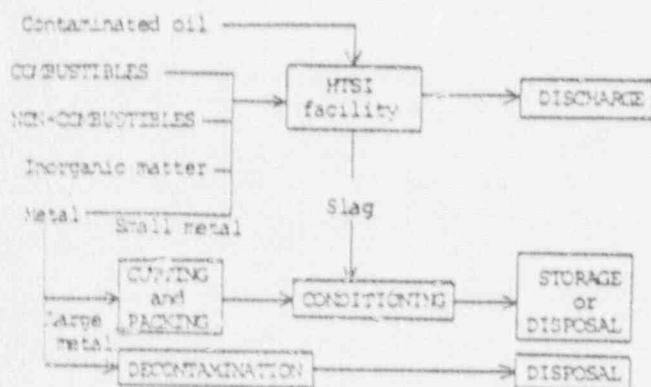 Contaminated oil
COMBUSTIBLES
HTSI
facility
DISCHARGE
NON-COMBUSTIBLES
Inorganic matter
Metal
Small metal
Slag
CUTTING
and
PACKING
CONDITIONING
STORAGE
or
DISPOSAL
Large
metal
DECONTAMINATION
DISPOSAL